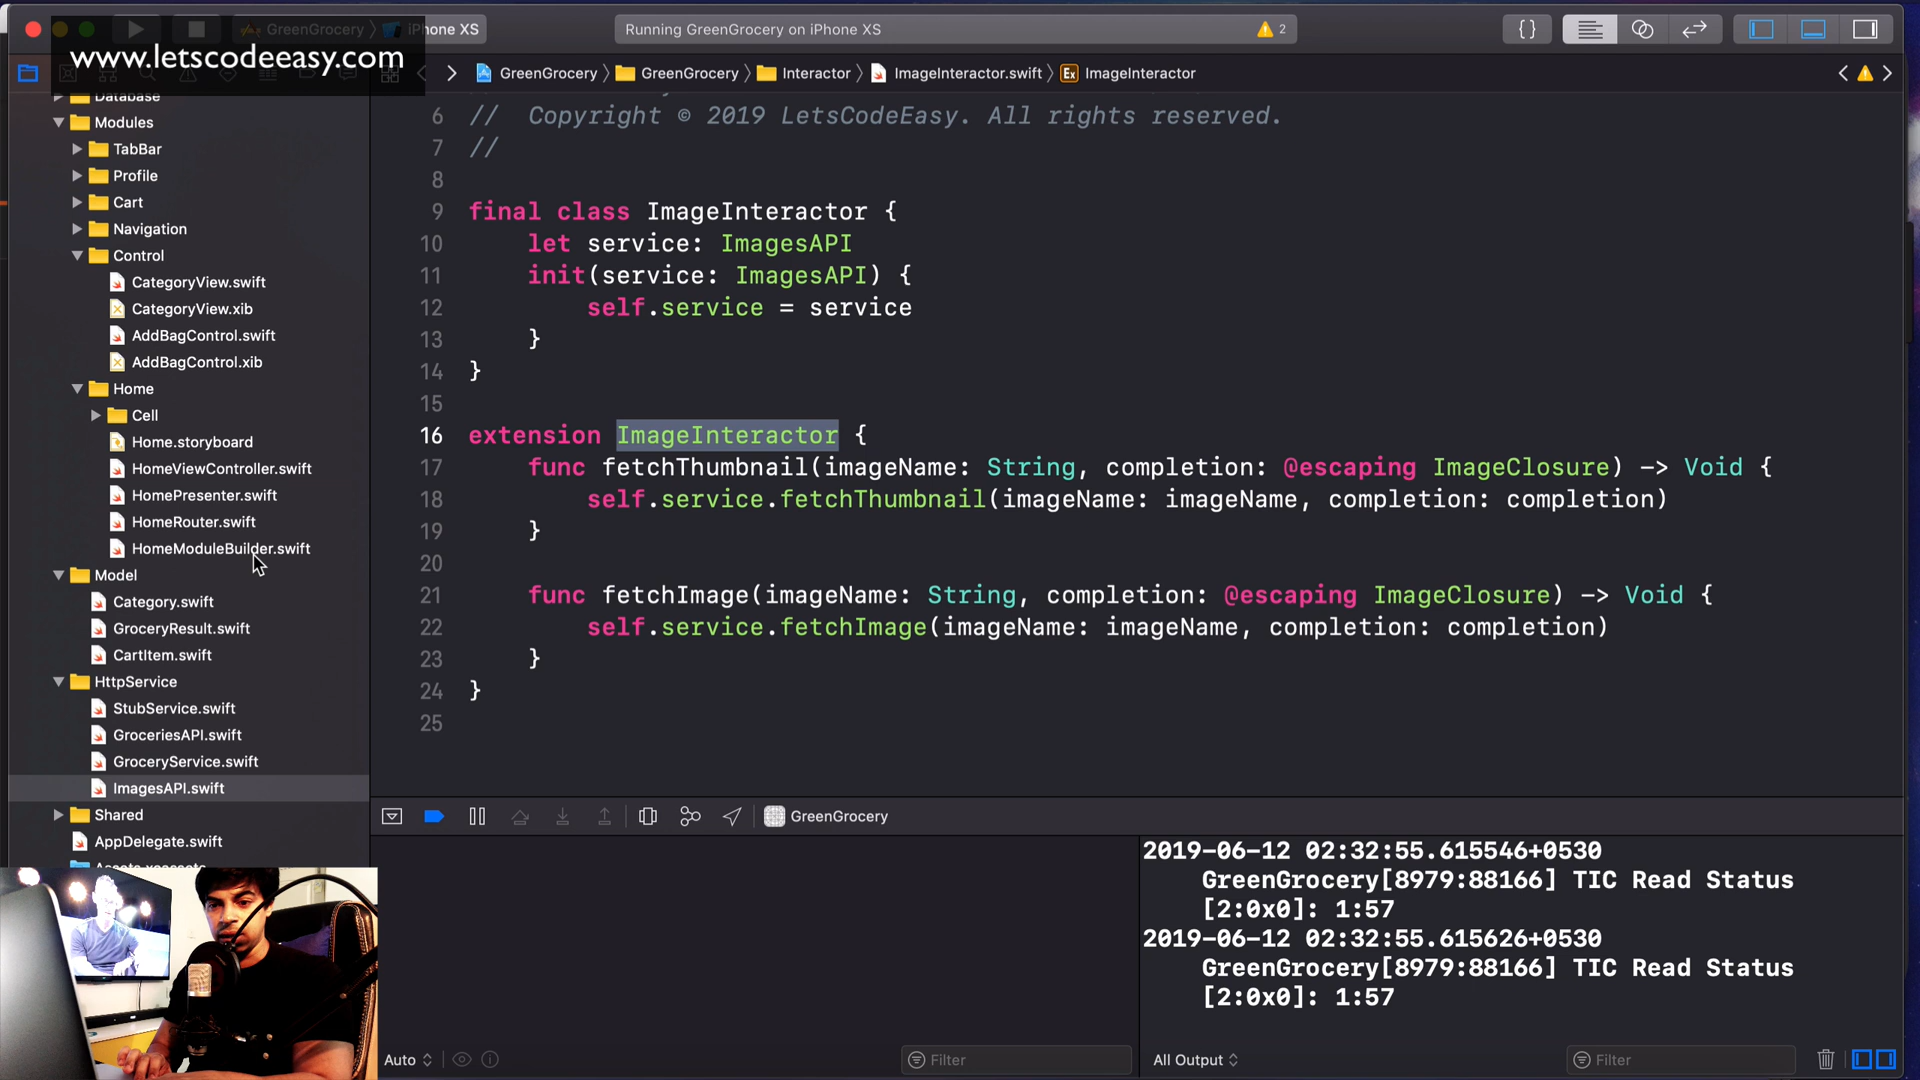 GreenGrocery
iPhone XS
Running GreenGrocery on iPhone XS
2
{}
www.letscodeeasy.com
GreenGrocery
GreenGrocery
Interactor
ImageInteractor.swift
Ex
ImageInteractor
Database
Modules
TabBar
Profile
Cart
Navigation
Control
CategoryView.swift
CategoryView.xib
AddBagControl.swift
AddBagControl.xib
Home
Cell
Home.storyboard
HomeViewController.swift
HomePresenter.swift
HomeRouter.swift
HomeModuleBuilder.swift
Model
Category.swift
GroceryResult.swift
CartItem.swift
HttpService
StubService.swift
GroceriesAPI.swift
GroceryService.swift
ImagesAPI.swift
Shared
AppDelegate.swift
6 //  Copyright © 2019 LetsCodeEasy. All rights reserved.
7 //
8
9 final class ImageInteractor {
10     let service: ImagesAPI
11     init(service: ImagesAPI) {
12         self.service = service
13     }
14 }
15
16 extension ImageInteractor {
17     func fetchThumbnail(imageName: String, completion: @escaping ImageClosure) -> Void {
18         self.service.fetchThumbnail(imageName: imageName, completion: completion)
19     }
20
21     func fetchImage(imageName: String, completion: @escaping ImageClosure) -> Void {
22         self.service.fetchImage(imageName: imageName, completion: completion)
23     }
24 }
25
GreenGrocery
2019-06-12 02:32:55.615546+0530
GreenGrocery[8979:88166] TIC Read Status
[2:0x0]: 1:57
2019-06-12 02:32:55.615626+0530
GreenGrocery[8979:88166] TIC Read Status
[2:0x0]: 1:57
Auto
Filter
All Output
Filter